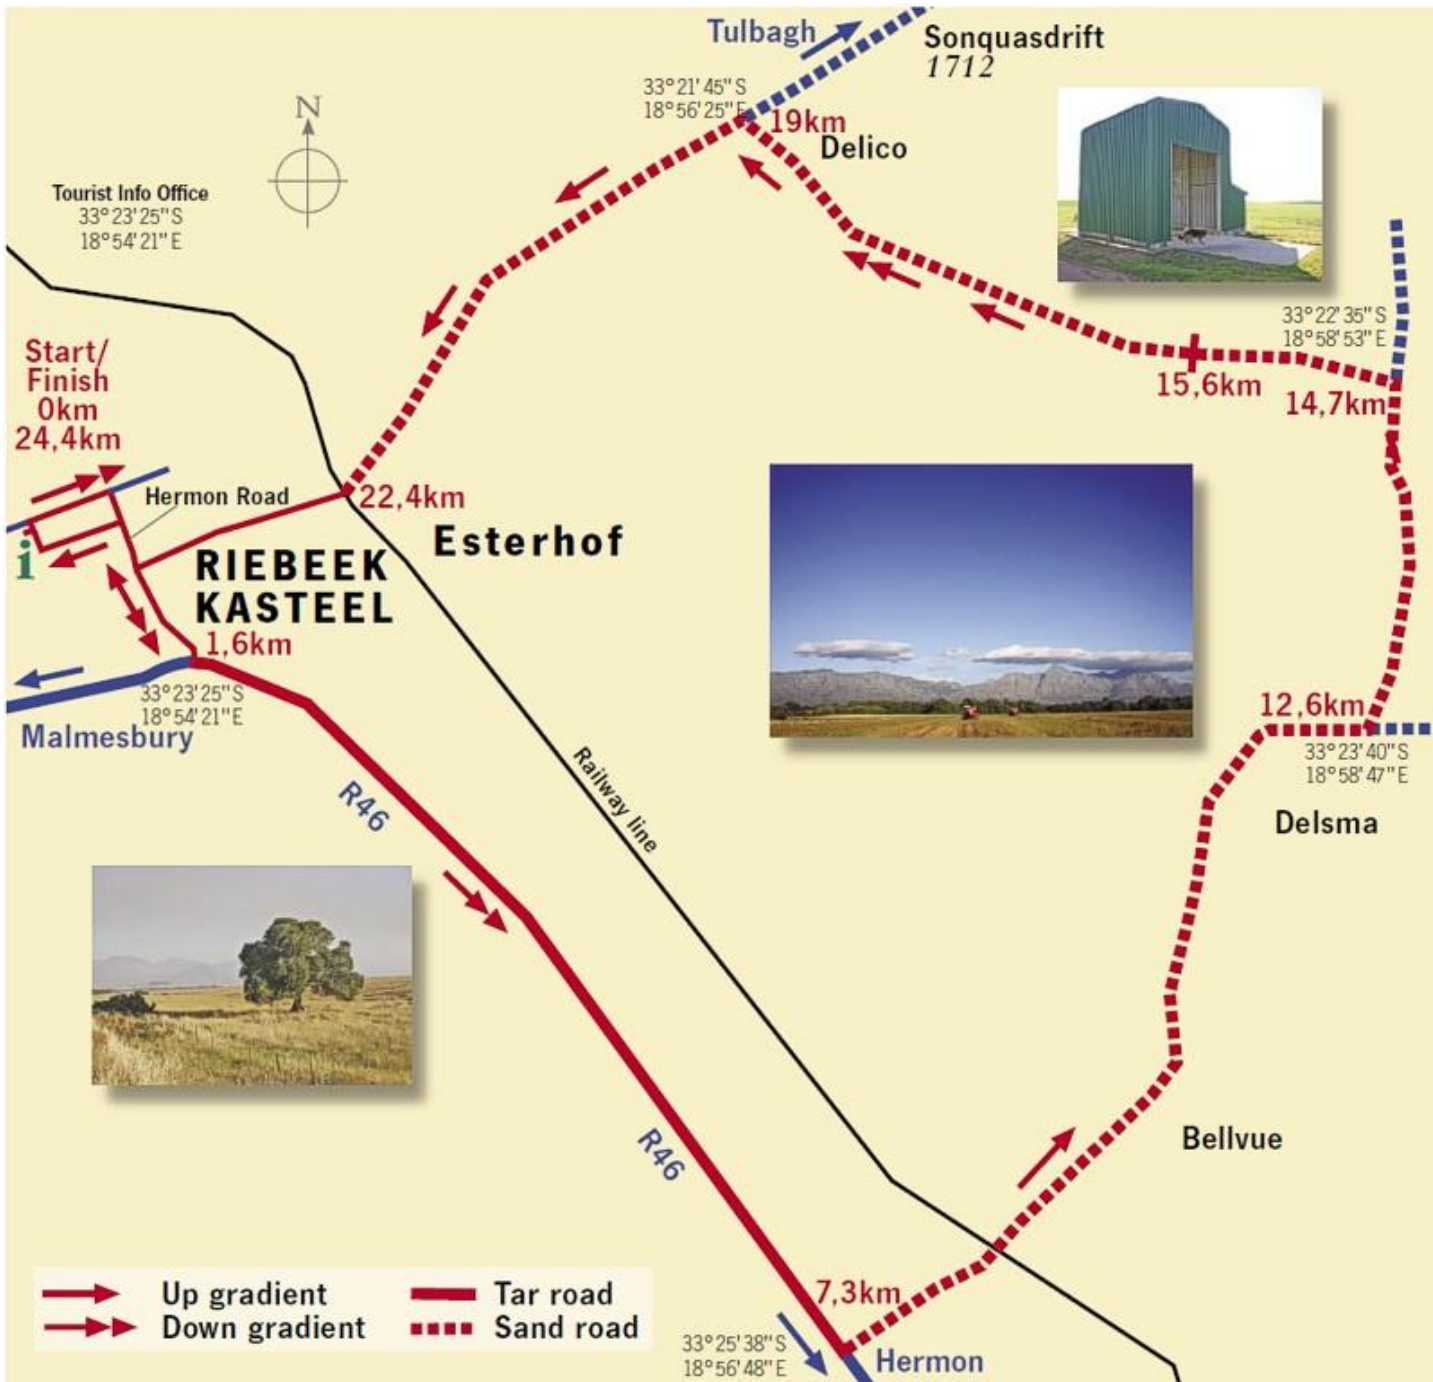 Tulbagh
Sonquasdrift
1712
33°21'45"S
18°56'25"E
19km
Delico
N
Tourist Info Office
33°23'25"S
18°54'21"E
33°22'35"S
18°58'53"E
Start/
Finish
0km
24,4km
15,6km
14,7km
Hermon Road
22,4km
Esterhof
i
RIEBEEK
KASTEEL
1,6km
33°23'25"S
18°54'21"E
Malmesbury
12,6km
33°23'40"S
18°58'47"E
R46
Railway line
Delsma
R46
Bellvue
Up gradient
Tar road
Down gradient
Sand road
7,3km
33°25'38"S
18°56'48"E
Hermon